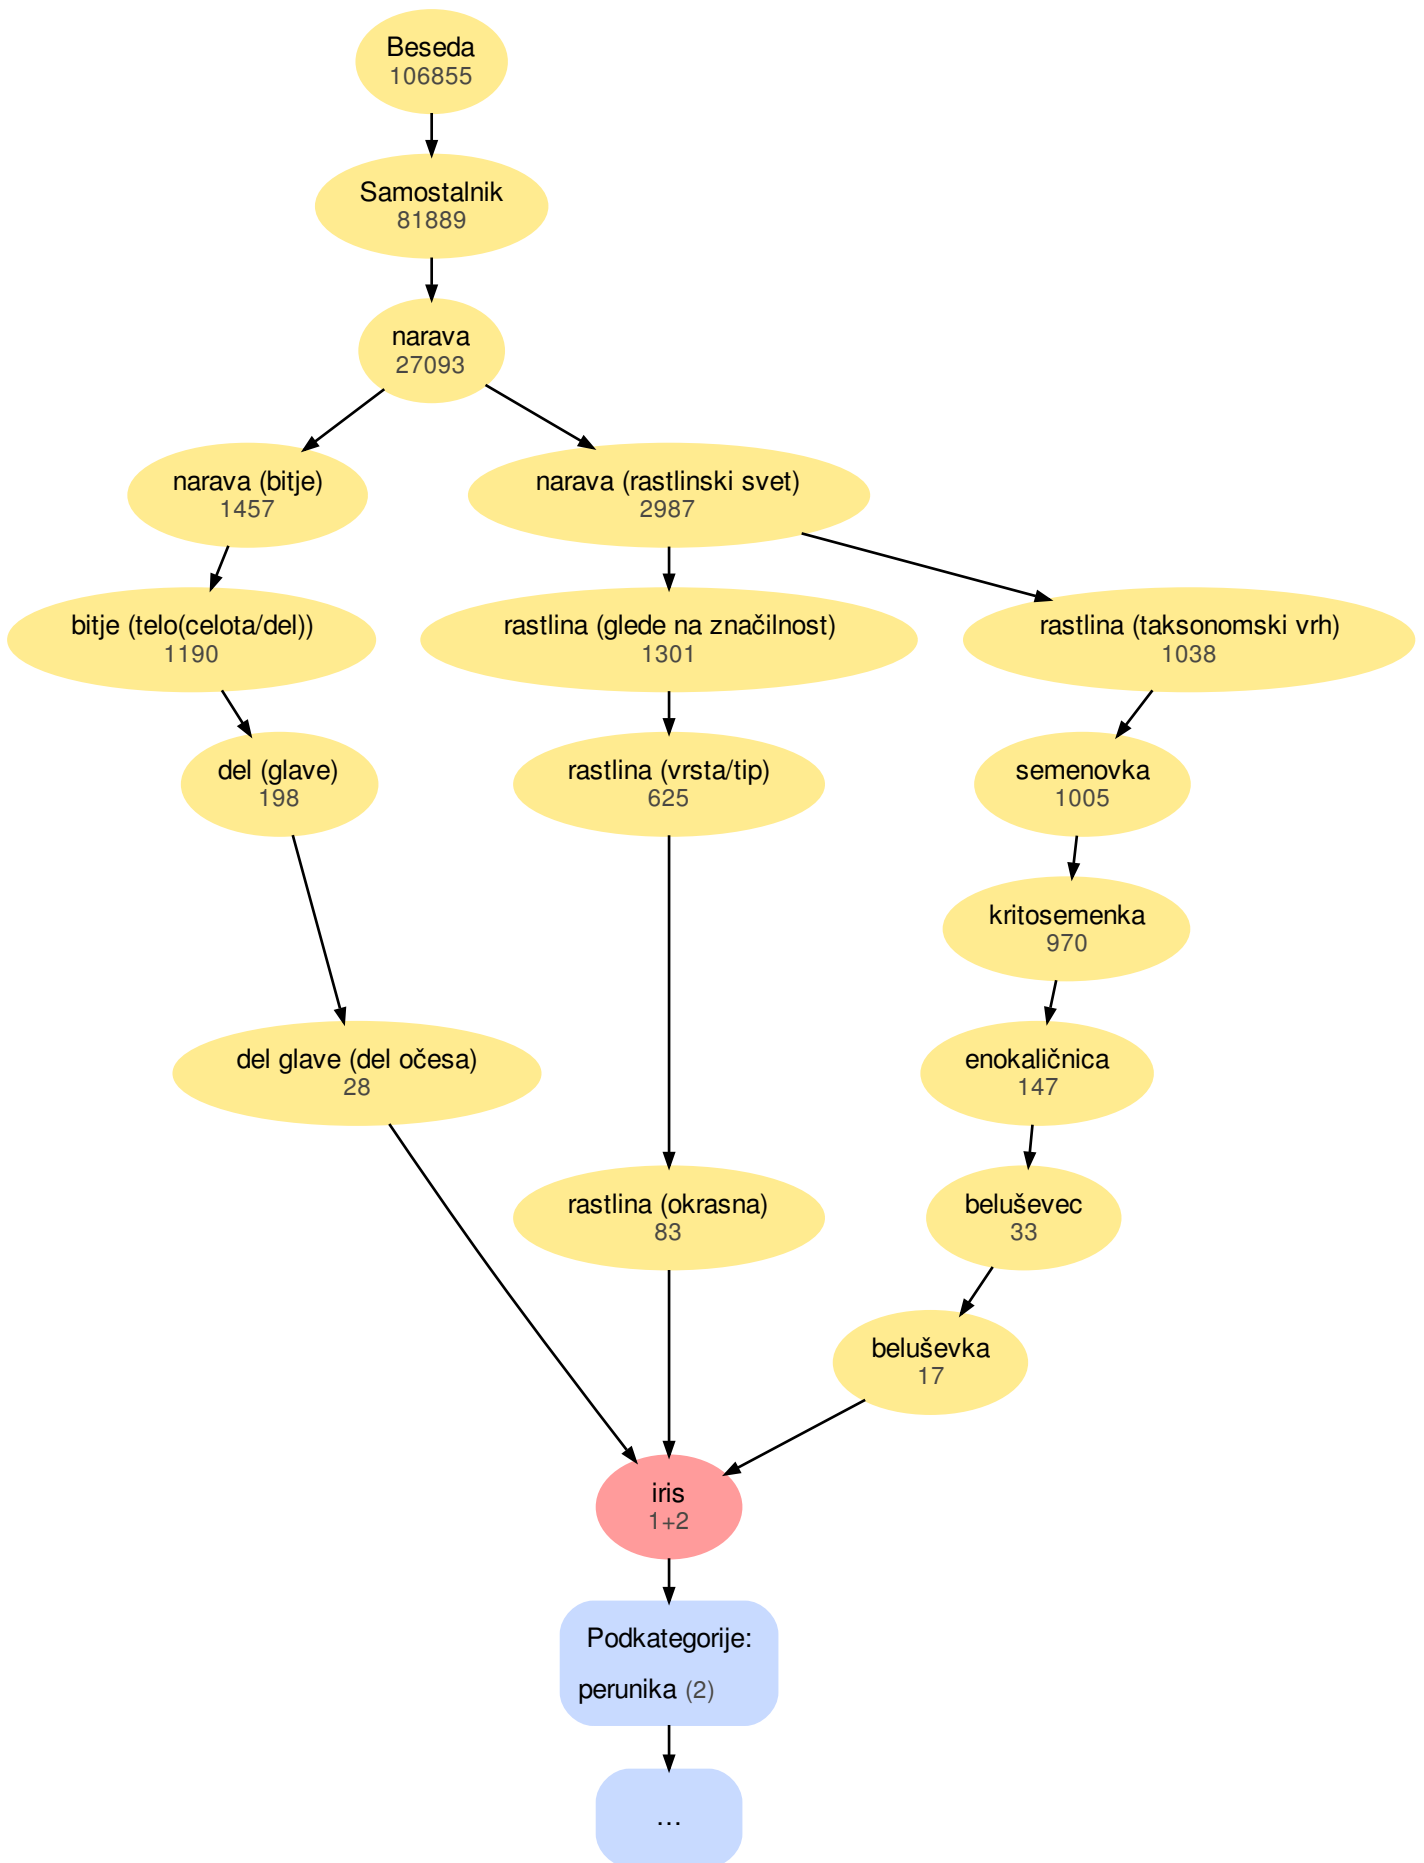 Beseda
106855
Samostalnik
81889
narava
27093
narava (bitje)
1457
narava (rastlinski svet)
2987
bitje (telo(celota/del))
1190
rastlina (glede na značilnost)
1301
rastlina (taksonomski vrh)
1038
del (glave)
198
rastlina (vrsta/tip)
625
semenovka
1005
kritosemenka
970
del glave (del očesa)
28
enokaličnica
147
rastlina (okrasna)
83
beluševec
33
beluševka
17
iris
1+2
Podkategorije:
perunika (2)
…